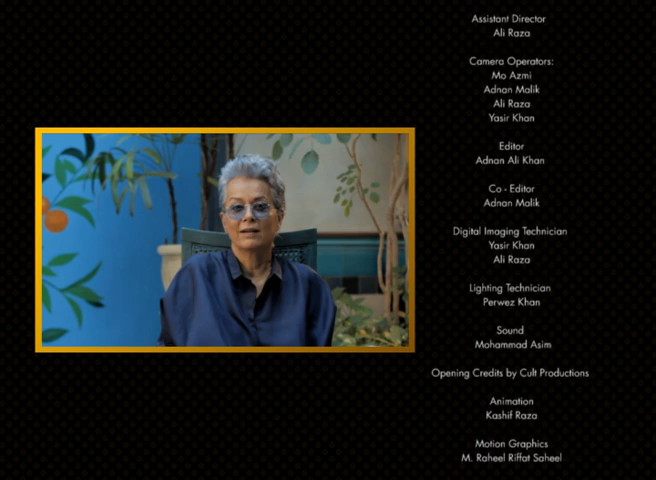 Assistant Director
Ali Raza
Camera Operators:
Mo Azmi
Adnan Malik
Ali Raza
Yasir Khan
Editor
Adnan Ali Khan
Co - Editor
Adnan Malik
Digital Imaging Technician
Yasir Khan
Ali Raza
Lighting Technician
Perwez Khan
Sound
Mohammad Asim
Opening Credits by Cult Productions
Animation
Kashif Raza
Motion Graphics
M. Raheel Riffat Saheel